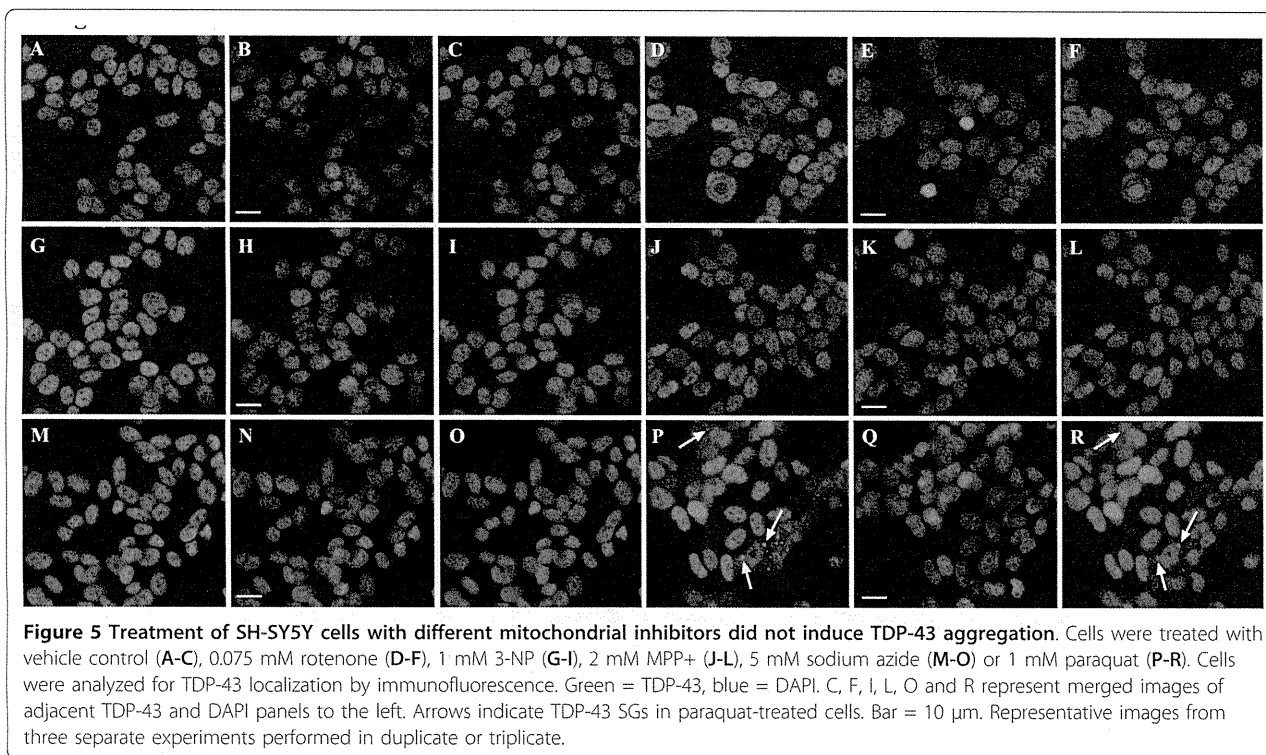 A B C D E F
G H I J K L
M N O P Q R
Figure 5 Treatment of SH-SY5Y cells with different mitochondrial inhibitors did not induce TDP-43 aggregation. Cells were treated with
vehicle control (A-C), 0.075 mM rotenone (D-F), 1 mM 3-NP (G-I), 2 mM MPP+ (J-L), 5 mM sodium azide (M-O) or 1 mM paraquat (P-R). Cells
were analyzed for TDP-43 localization by immunofluorescence. Green = TDP-43, blue = DAPI. C, F, I, L, O and R represent merged images of
adjacent TDP-43 and DAPI panels to the left. Arrows indicate TDP-43 SGs in paraquat-treated cells. Bar = 10 μm. Representative images from
three separate experiments performed in duplicate or triplicate.